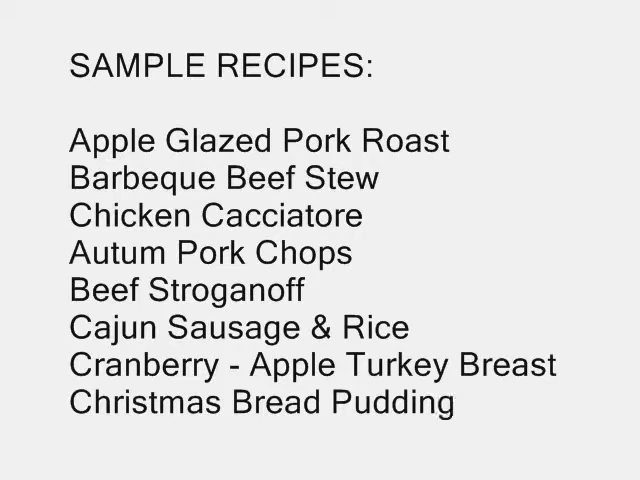 SAMPLE RECIPES:
Apple Glazed Pork Roast
Barbeque Beef Stew
Chicken Cacciatore
Autum Pork Chops
Beef Stroganoff
Cajun Sausage & Rice
Cranberry - Apple Turkey Breast
Christmas Bread Pudding